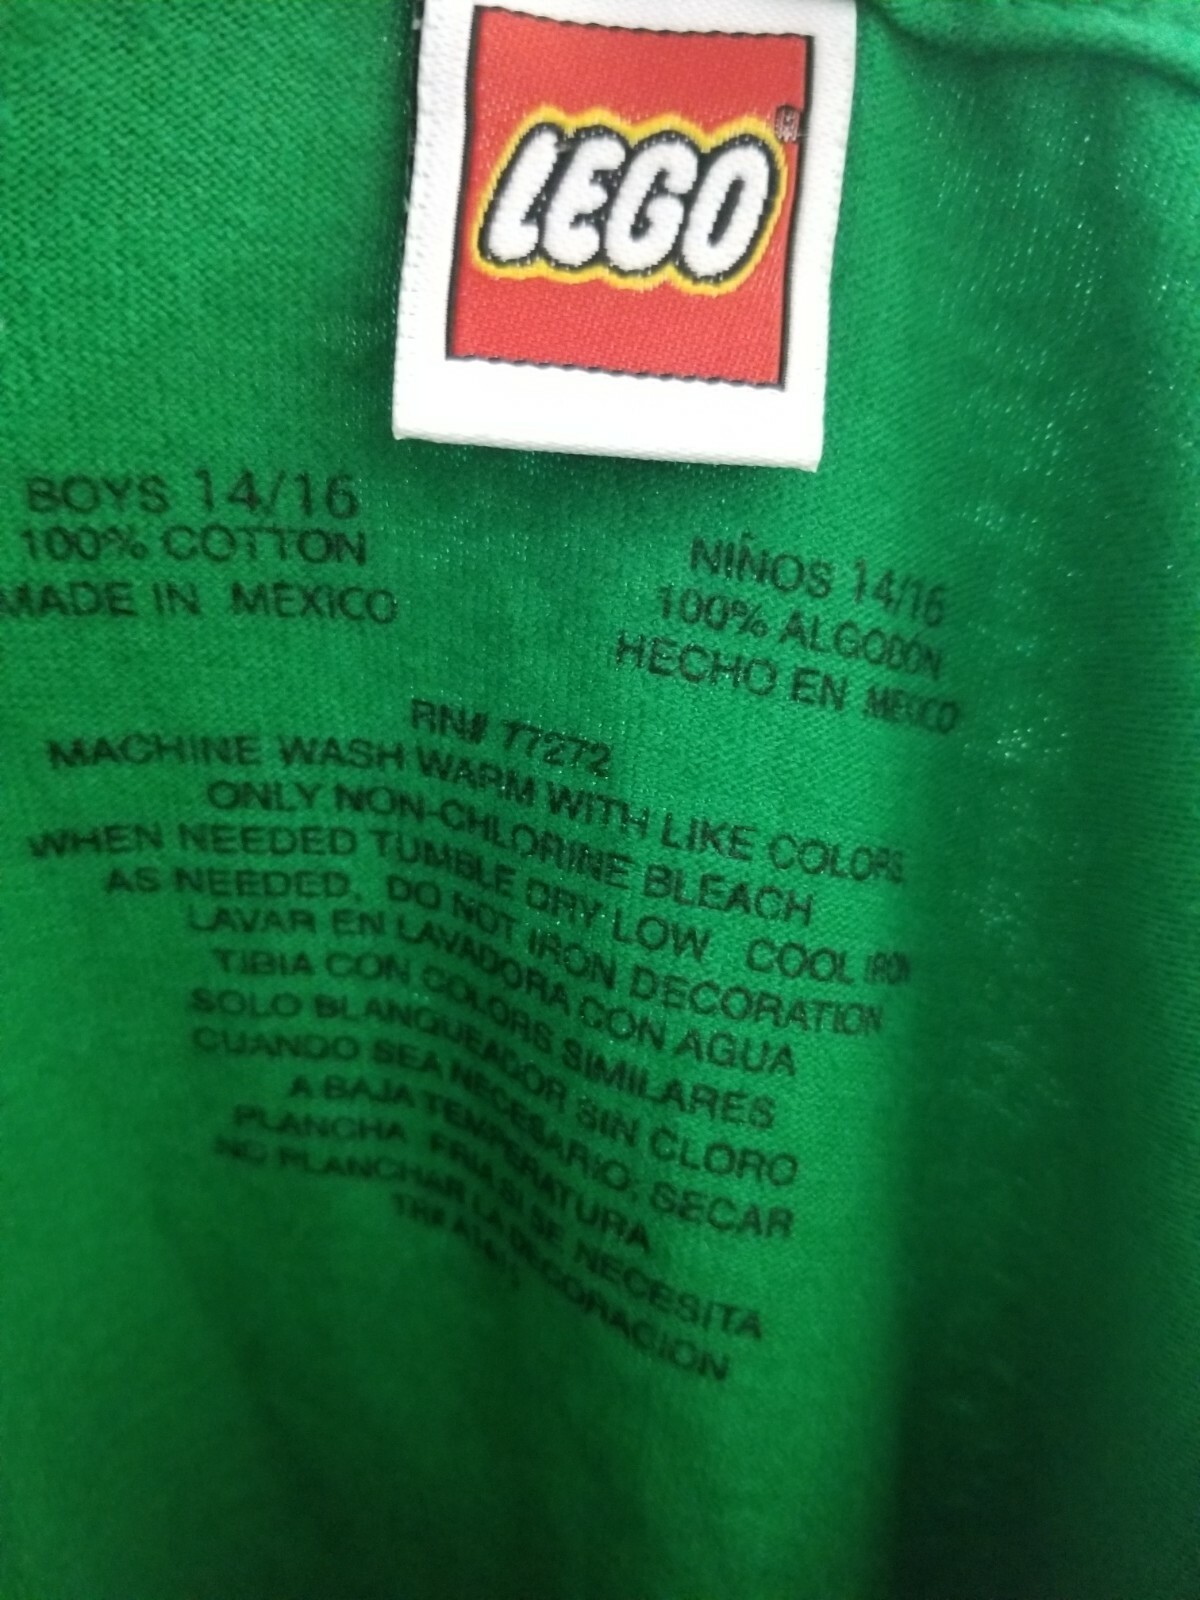 LEGO
BOYS 14/16
100% COTTON
MADE IN MEXICO
NIÑOS 14/16
100% ALGODÓN
HECHO EN MEXICO
RN# 77272
MACHINE WASH WARM WITH LIKE COLORS
ONLY NON-CHLORINE BLEACH
WHEN NEEDED TUMBLE DRY LOW COOL IRON
AS NEEDED. DO NOT IRON DECORATION
LAVAR EN LAVADORA CON AGUA
TIBIA CON COLORS SIMILARES
SOLO BLANQUEADOR SIN CLORO
CUANDO SEA NECESARIO, SECAR
A BAJA TEMPERATURA
PLANCHA FRIA SI SE NECESITA
NO PLANCHAR LA DECORACION